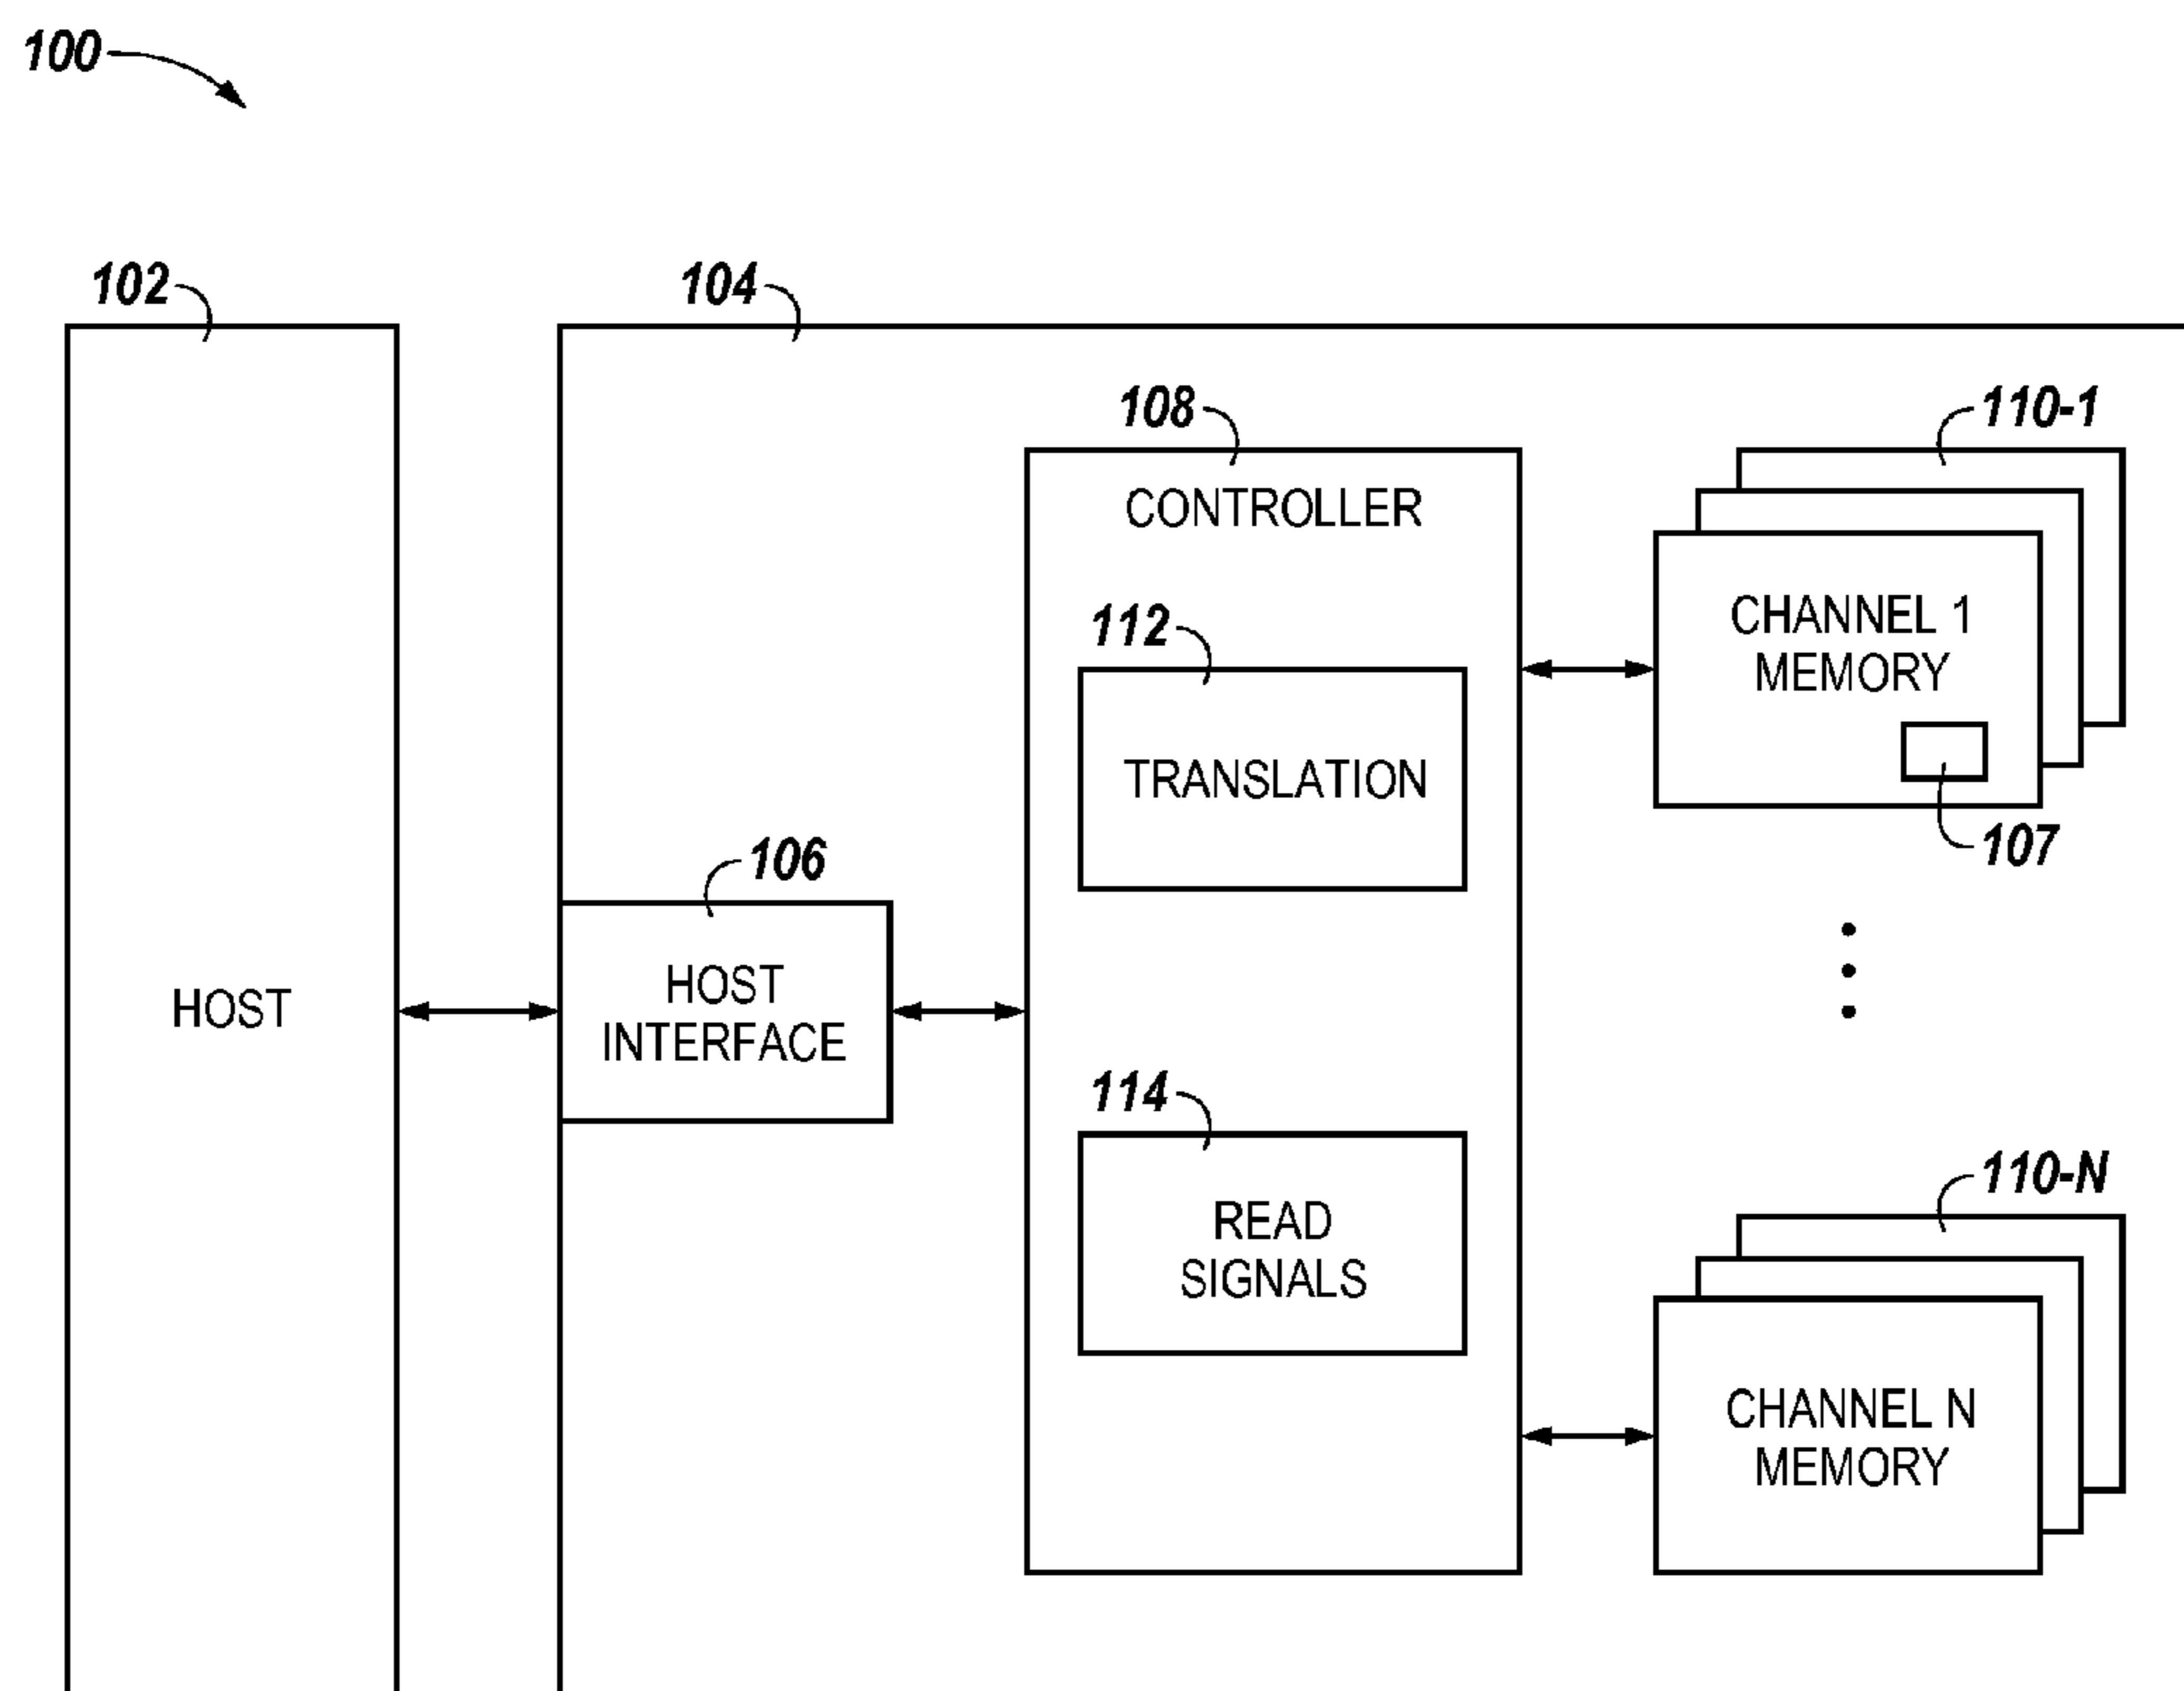 100
102
104
108
110-1
CONTROLLER
CHANNEL 1
MEMORY
112
TRANSLATION
107
106
HOST
INTERFACE
HOST
114
READ
SIGNALS
110-N
CHANNEL N
MEMORY